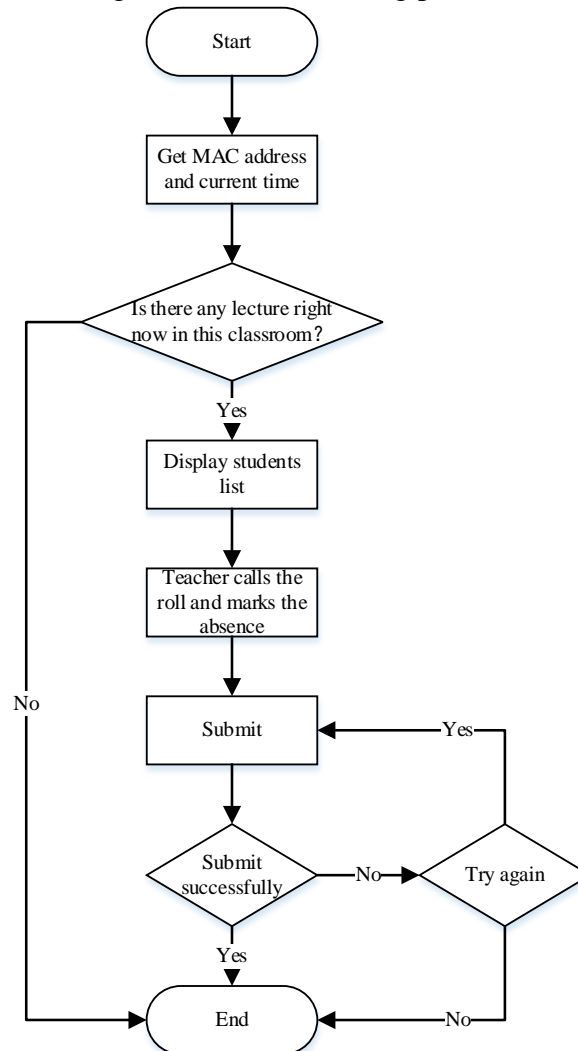 Start
Get MAC address
and current time
Is there any lecture right
now in this classroom?
Yes
Display students
list
Teacher calls the
roll and marks the
absence
No
Submit
Yes
Submit
successfully
No
Try again
Yes
No
End